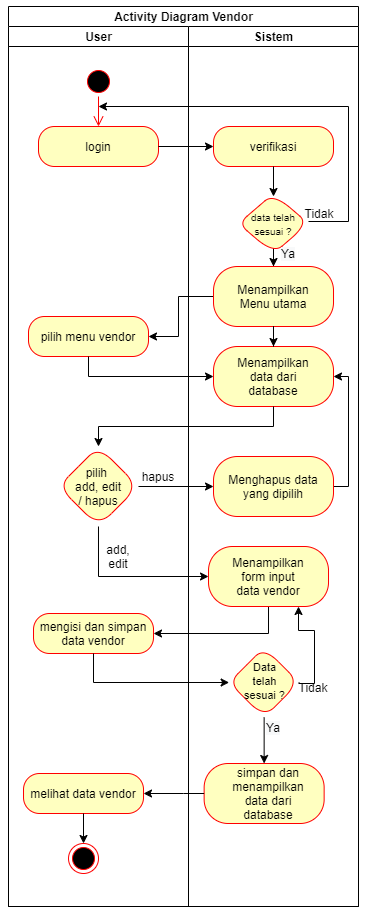 Activity Diagram Vendor
User
Sistem
login
verifikasi
data telah
sesuai ?
Tidak
Ya
Menampilkan
Menu utama
pilih menu vendor
Menampilkan
data dari
database
pilih
add, edit
/ hapus
hapus
Menghapus data
yang dipilih
add,
edit
Menampilkan
form input
data vendor
mengisi dan simpan
data vendor
Data
telah
sesuai ?
Tidak
Ya
simpan dan
menampilkan
data dari
database
melihat data vendor